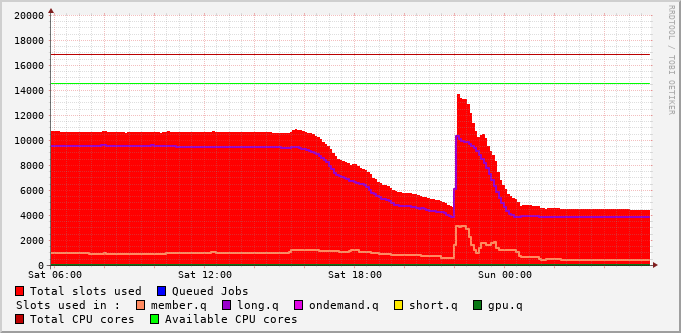 RRDTOOL / TOBI OETIKER
20000
18000
16000
14000
12000
10000
8000
6000
4000
2000
0
Sat 06:00 Sat 12:00 Sat 18:00 Sun 00:00
Total slots used Queued Jobs
Slots used in : member.q long.q ondemand.q short.q gpu.q
Total CPU cores Available CPU cores